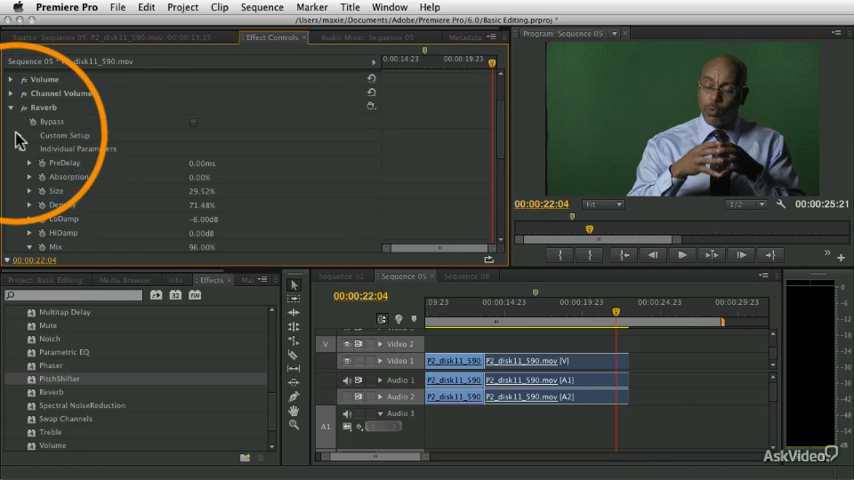 Premiere Pro File Edit Project Clip Sequence Marker Title Window Help
/Users/maxie/Documents/Adobe/Premiere Pro/6.0/Basic Editing.prproj *
Source: Sequence 05: P2_disk11_590.mov: 00:00:13:15 Effect Controls Audio Mixer: Sequence 05 Metadata
Program: Sequence 05
Sequence 05 * P2_disk11_590.mov 0:00:14:23 00:00:19:23
Volume
Channel Volume
Reverb
Bypass
Custom Setup
Individual Parameters
PreDelay 0.00ms
Absorption 0.00%
Size 29.52%
Density 71.48%
LoDamp -6.00dB
HiDamp 0.00dB
Mix 96.00%
00:00:22:04
00:00:22:04 Fit 1/2 00:00:25:21
Project: Basic Editing Media Browser Info Effects
Multitap Delay
Mute
Notch
Parametric EQ
Phaser
PitchShifter
Reverb
Spectral NoiseReduction
Swap Channels
Treble
Volume
Sequence 01 Sequence 05 Sequence 08
00:00:22:04 :09:23 00:00:14:23 00:00:19:23 00:00:24:23 00:00:29:23
V Video 2
Video 1 P2_disk11_590 P2_disk11_590.mov [V]
Audio 1 P2_disk11_590 P2_disk11_590.mov [A1]
Audio 2 P2_disk11_590 P2_disk11_590.mov [A2]
Audio 3
A1
AskVideo.com